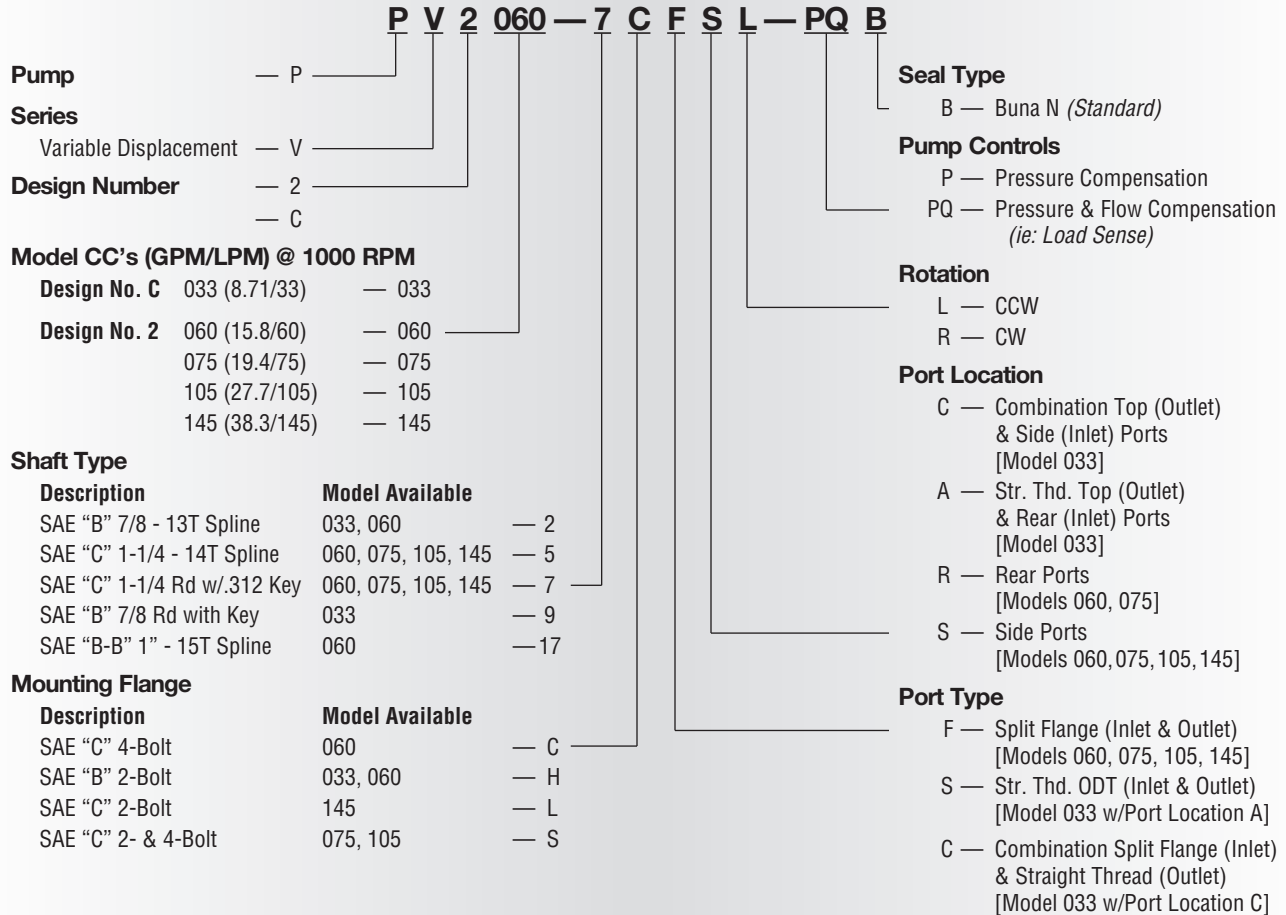 P V 2 060 — 7 C F S L — PQ B
Pump — P
Series
Variable Displacement — V
Design Number — 2
— C
Model CC's (GPM/LPM) @ 1000 RPM
Design No. C 033 (8.71/33) — 033
Design No. 2 060 (15.8/60) — 060
075 (19.4/75) — 075
105 (27.7/105) — 105
145 (38.3/145) — 145
Shaft Type
Description Model Available
SAE “B” 7/8 - 13T Spline 033, 060 — 2
SAE “C” 1-1/4 - 14T Spline 060, 075, 105, 145 — 5
SAE “C” 1-1/4 Rd w/.312 Key 060, 075, 105, 145 — 7
SAE “B” 7/8 Rd with Key 033 — 9
SAE “B-B” 1” - 15T Spline 060 — 17
Mounting Flange
Description Model Available
SAE “C” 4-Bolt 060 — C
SAE “B” 2-Bolt 033, 060 — H
SAE “C” 2-Bolt 145 — L
SAE “C” 2- & 4-Bolt 075, 105 — S
Seal Type
B — Buna N (Standard)
Pump Controls
P — Pressure Compensation
PQ — Pressure & Flow Compensation
(ie: Load Sense)
Rotation
L — CCW
R — CW
Port Location
C — Combination Top (Outlet)
& Side (Inlet) Ports
[Model 033]
A — Str. Thd. Top (Outlet)
& Rear (Inlet) Ports
[Model 033]
R — Rear Ports
[Models 060, 075]
S — Side Ports
[Models 060, 075, 105, 145]
Port Type
F — Split Flange (Inlet & Outlet)
[Models 060, 075, 105, 145]
S — Str. Thd. ODT (Inlet & Outlet)
[Model 033 w/Port Location A]
C — Combination Split Flange (Inlet)
& Straight Thread (Outlet)
[Model 033 w/Port Location C]